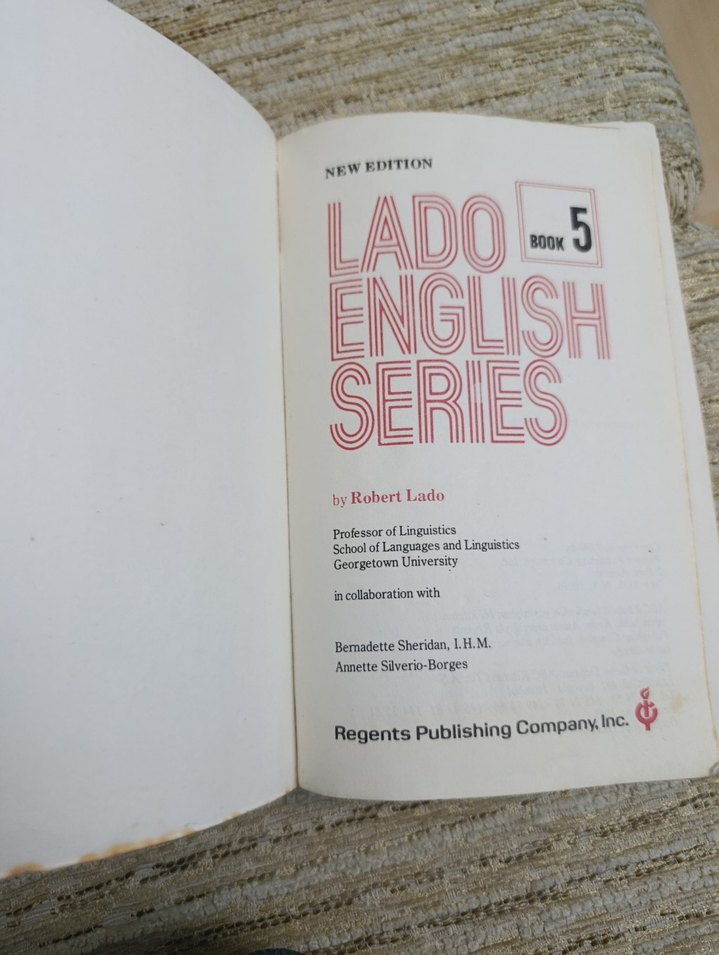 NEW EDITION
LADO
BOOK 5
ENGLISH
SERIES
by Robert Lado
Professor of Linguistics
School of Languages and Linguistics
Georgetown University
in collaboration with
Bernadette Sheridan, I.H.M.
Annette Silverio-Borges
Regents Publishing Company, Inc.